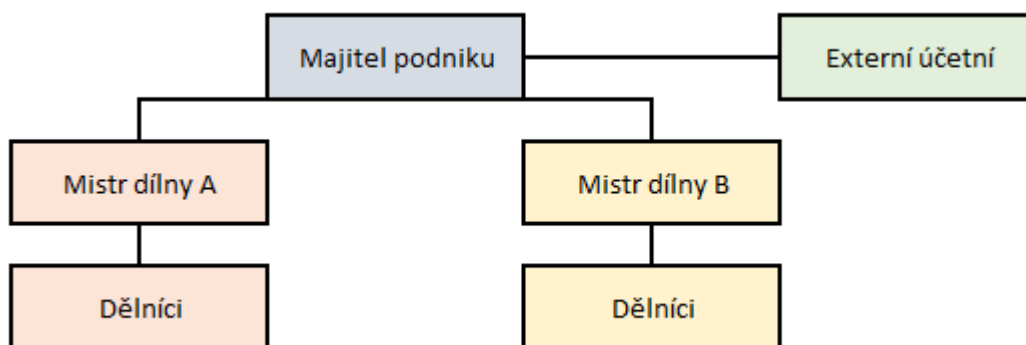 Majitel podniku
Externí účetní
Mistr dílny A
Mistr dílny B
Dělníci
Dělníci